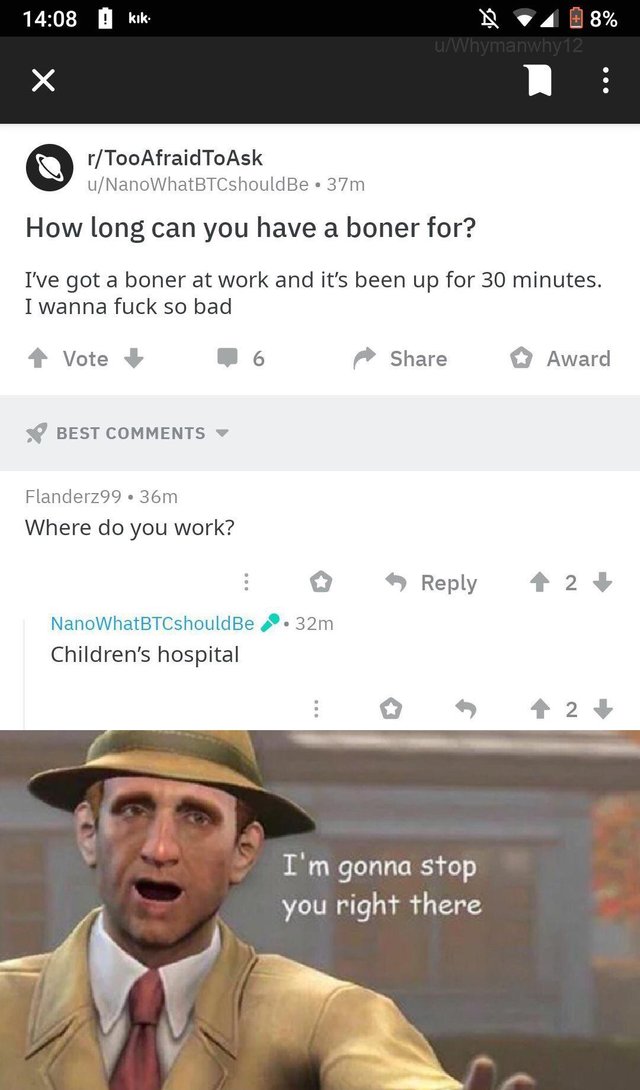 14:08 kik· 8%
u/Whymanwhy12
r/TooAfraidToAsk
u/NanoWhatBTCshouldBe • 37m
How long can you have a boner for?
I’ve got a boner at work and it’s been up for 30 minutes.
I wanna fuck so bad
Vote 6 Share Award
BEST COMMENTS
Flanderz99 • 36m
Where do you work?
Reply 2
NanoWhatBTCshouldBe • 32m
Children’s hospital
2
I'm gonna stop
you right there